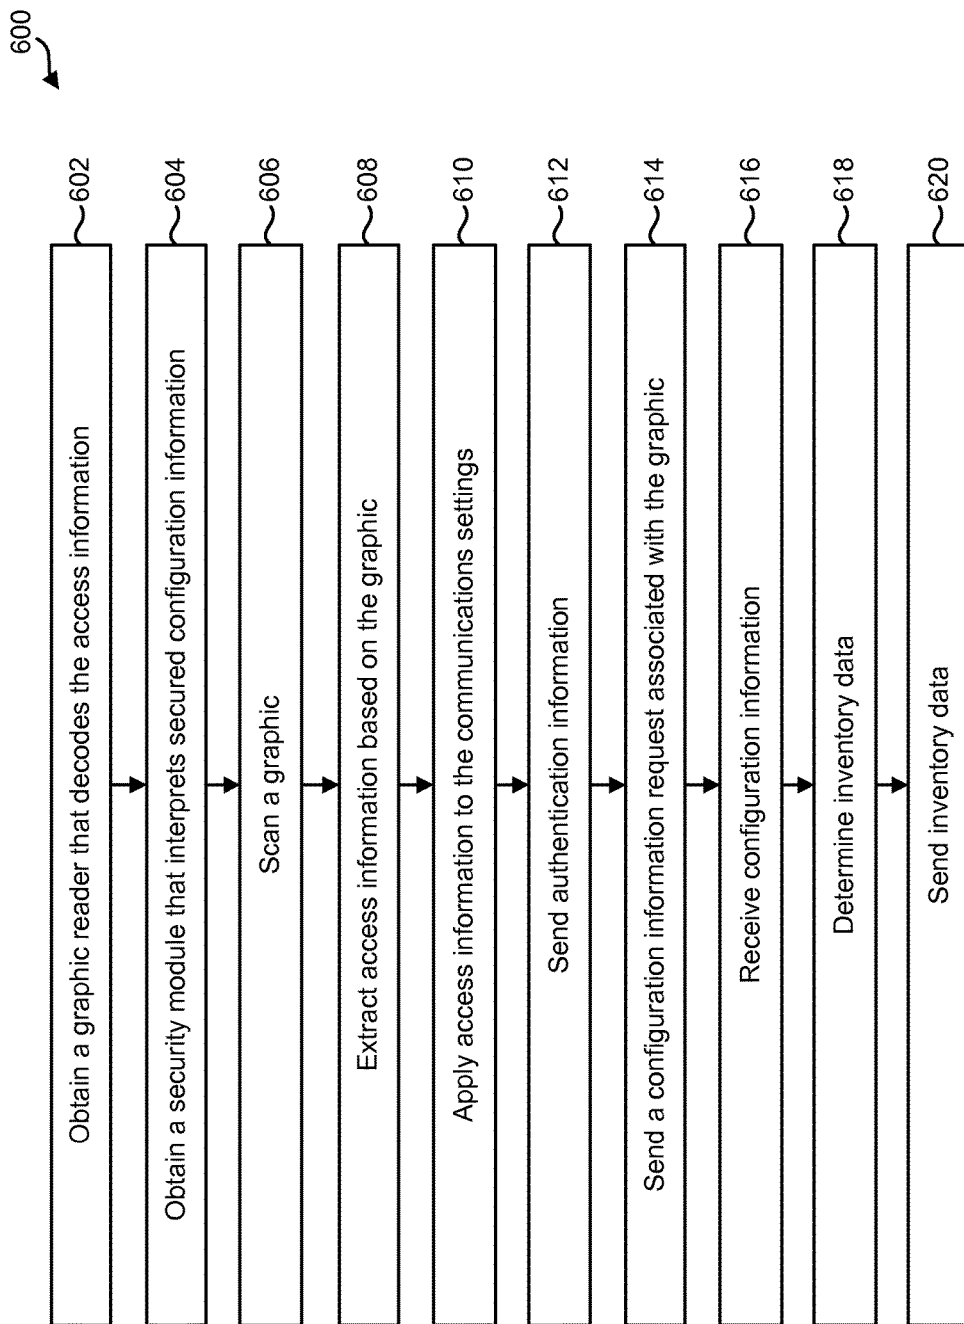 600
Obtain a graphic reader that decodes the access information
602
Obtain a security module that interprets secured configuration information
604
Scan a graphic
606
Extract access information based on the graphic
608
Apply access information to the communications settings
610
Send authentication information
612
Send a configuration information request associated with the graphic
614
Receive configuration information
616
Determine inventory data
618
Send inventory data
620